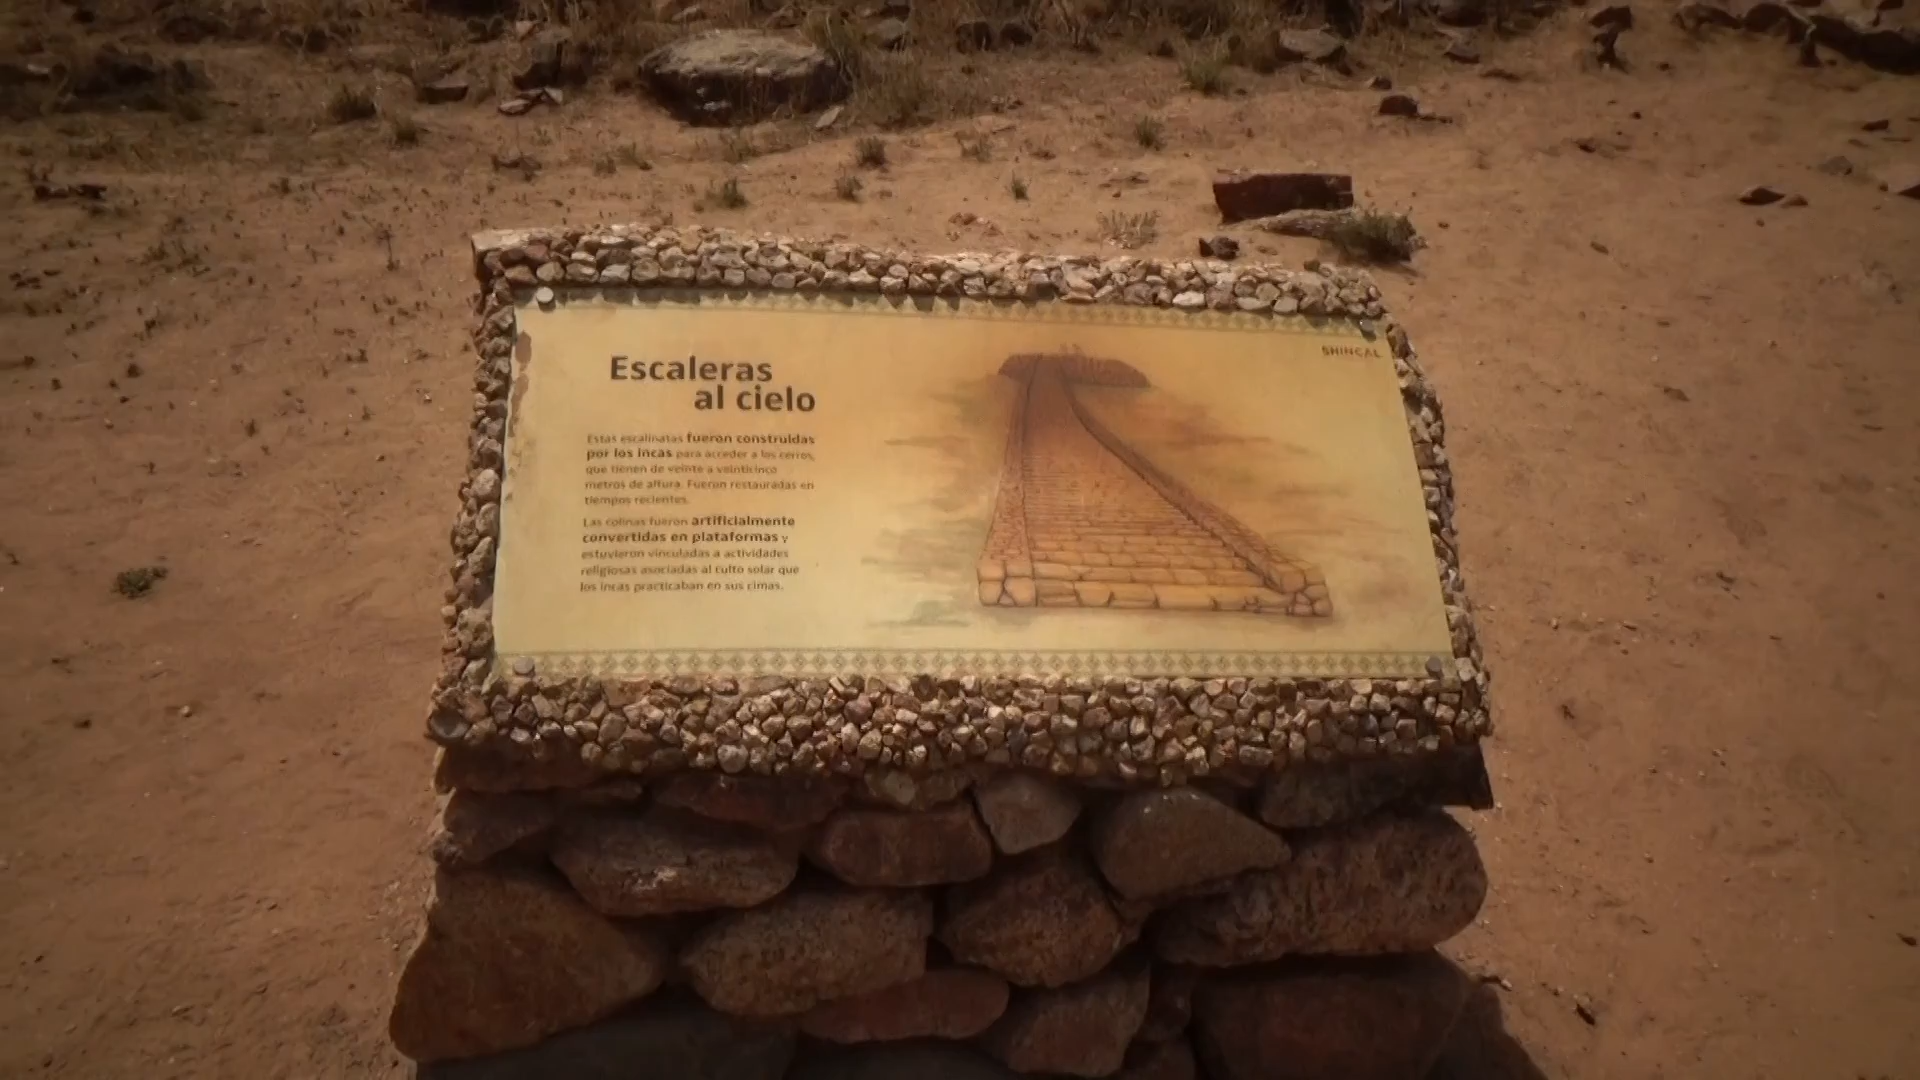 SHINCAL
Escaleras
al cielo
Estas escalinatas fueron construidas
por los incas para acceder a los cerros,
que tienen de veinte a veinticinco
metros de altura. Fueron restauradas en
tiempos recientes.
Las colinas fueron artificialmente
convertidas en plataformas y
estuvieron vinculadas a actividades
religiosas asociadas al culto solar que
los incas practicaban en sus cimas.